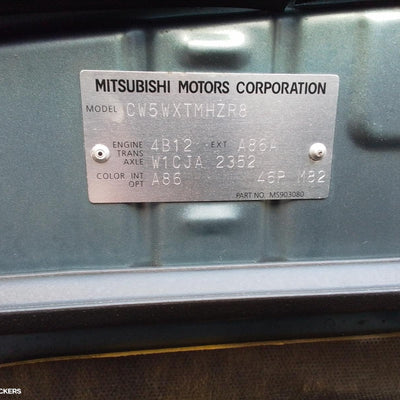 MITSUBISHI MOTORS CORPORATION
MODEL CW5WXTMHZR8
ENGINE 4B12 EXT A86A
TRANS AXLE W1CJA 2352
COLOR INT OPT A86 46P M82
PART NO. MS903080
CKERS